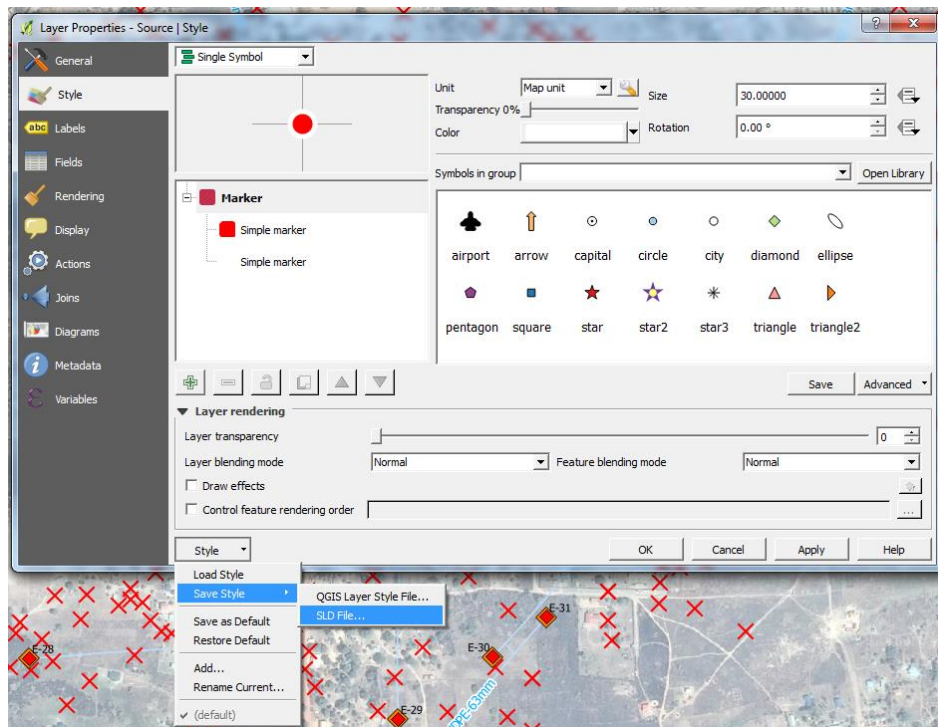 Layer Properties - Source | Style
General
Style
abc Labels
Fields
Rendering
Display
Actions
Joins
Diagrams
Metadata
Variables
Single Symbol
Unit Map unit Size 30.00000
Transparency 0%
Color Rotation 0.00 °
Symbols in group Open Library
Marker
Simple marker
Simple marker
airport arrow capital circle city diamond ellipse
pentagon square star star2 star3 triangle triangle2
Save Advanced
Layer rendering
Layer transparency 0
Layer blending mode Normal Feature blending mode Normal
Draw effects
Control feature rendering order ...
Style OK Cancel Apply Help
Load Style
Save Style
QGIS Layer Style File...
SLD File...
Save as Default
Restore Default
Add...
Rename Current...
(default)
E-31
E-30
E-28
E-29